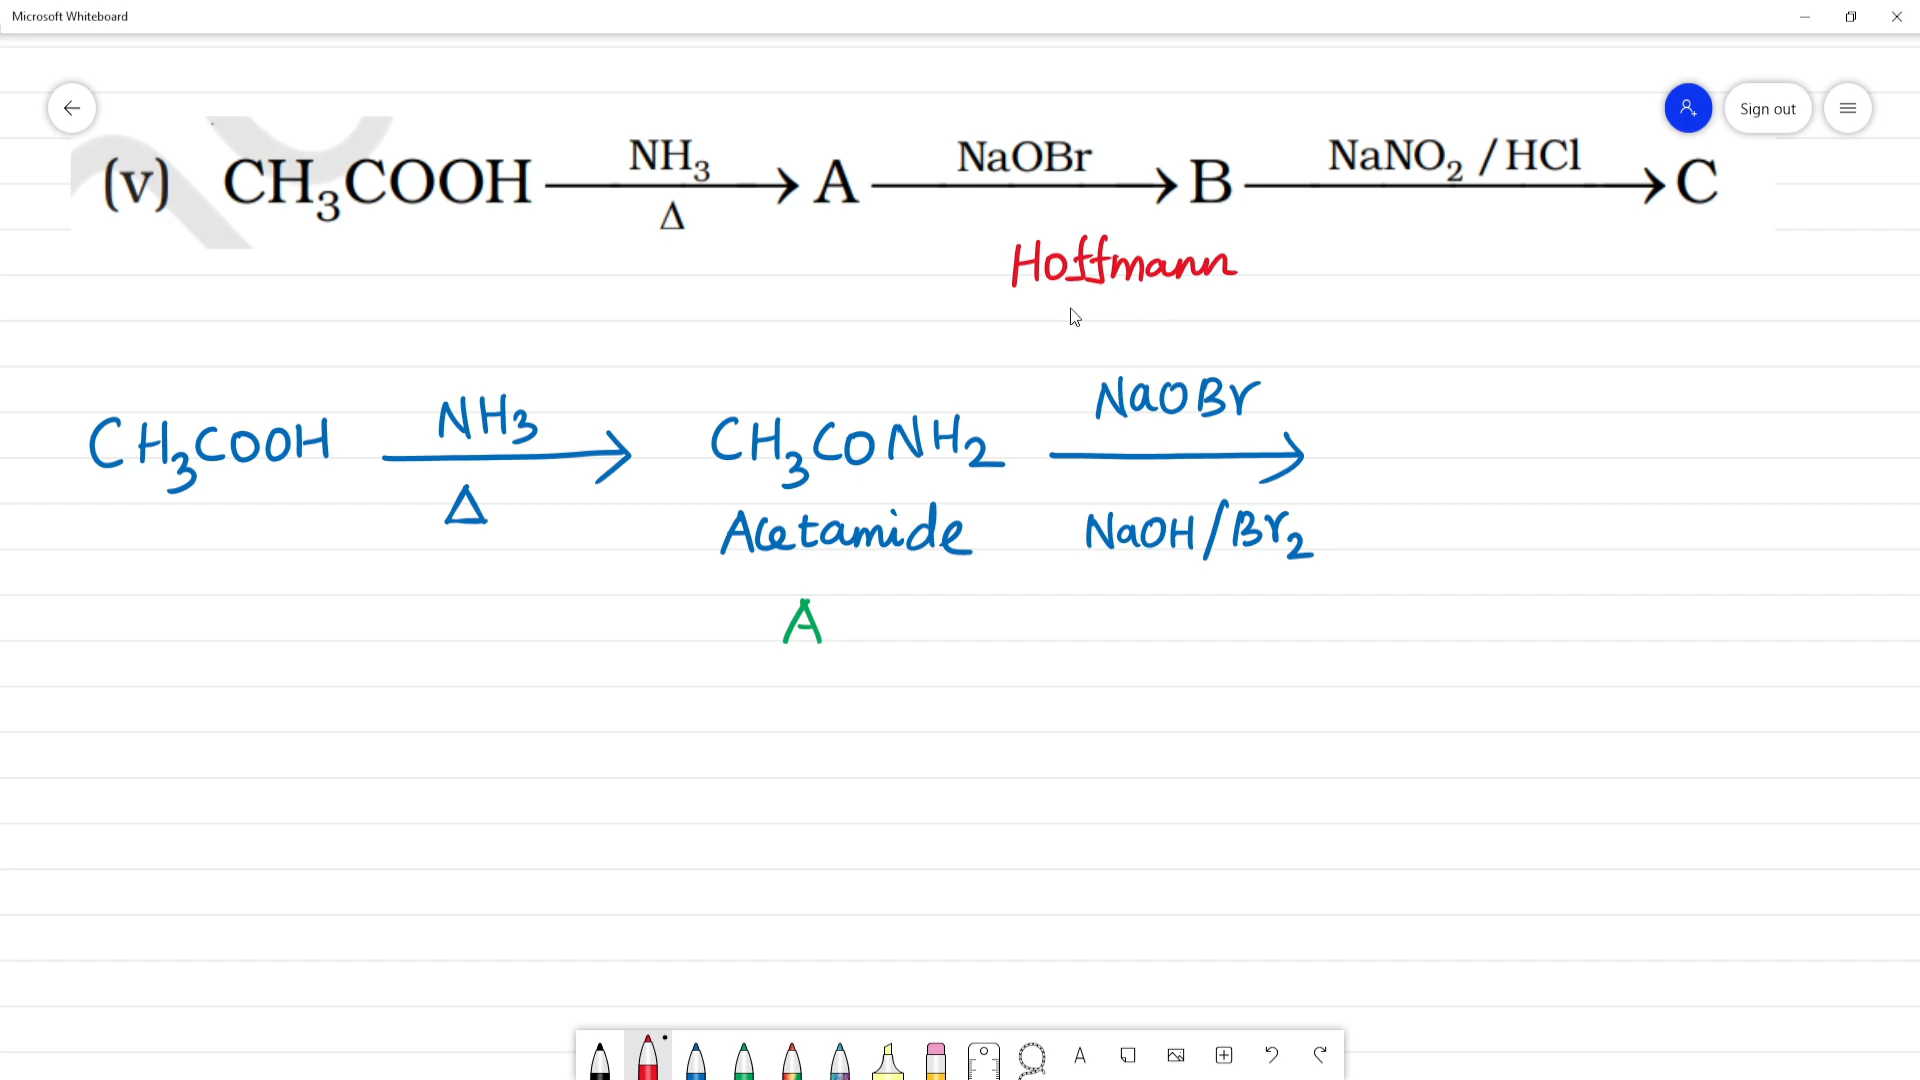 Microsoft Whiteboard
Sign out
(v) CH₃COOH —NH₃/Δ→ A —NaOBr→ B —NaNO₂ /HCl→ C
Hoffmann
CH₃COOH —NH₃/Δ→ CH₃CONH₂ —NaOBr→
Acetamide NaOH/Br₂
A
A